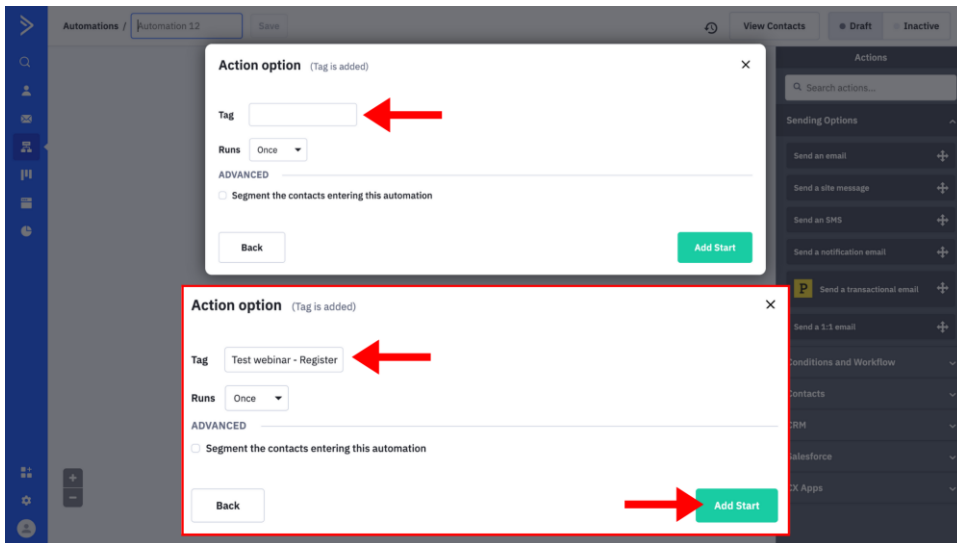 Automations / Automation 12 Save View Contacts Draft Inactive
Action option (Tag is added)
Tag
Runs Once
ADVANCED
Segment the contacts entering this automation
Back Add Start
Action option (Tag is added)
Tag Test webinar - Register
Runs Once
ADVANCED
Segment the contacts entering this automation
Back Add Start
Actions
Search actions...
Sending Options
Send an email
Send a site message
Send an SMS
Send a notification email
P Send a transactional email
Send a 1:1 email
Conditions and Workflow
Contacts
CRM
Salesforce
CX Apps